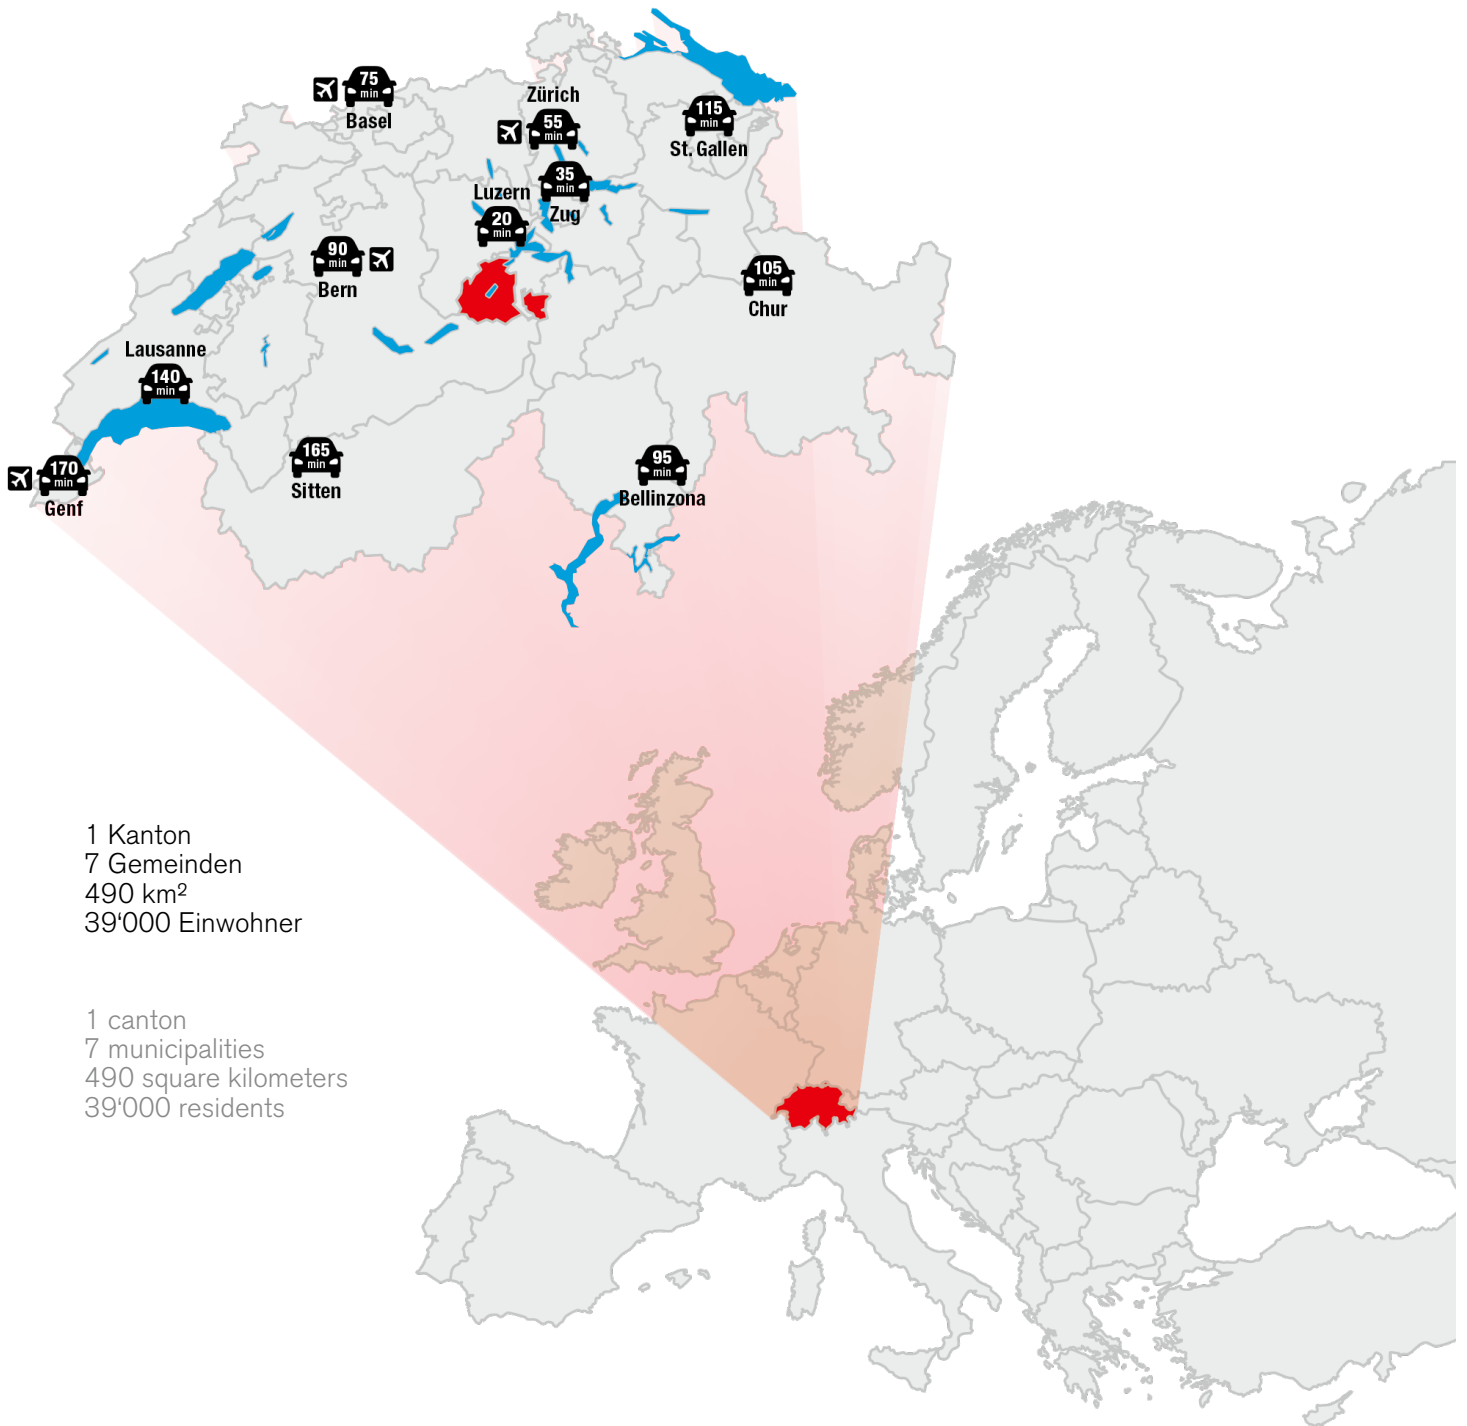 75
min
Basel
Zürich
55
min
115
min
St. Gallen
35
min
Zug
Luzern
20
min
90
min
Bern
105
min
Chur
Lausanne
140
min
165
min
Sitten
95
min
Bellinzona
170
min
Genf
1 Kanton
7 Gemeinden
490 km²
39‘000 Einwohner
1 canton
7 municipalities
490 square kilometers
39‘000 residents